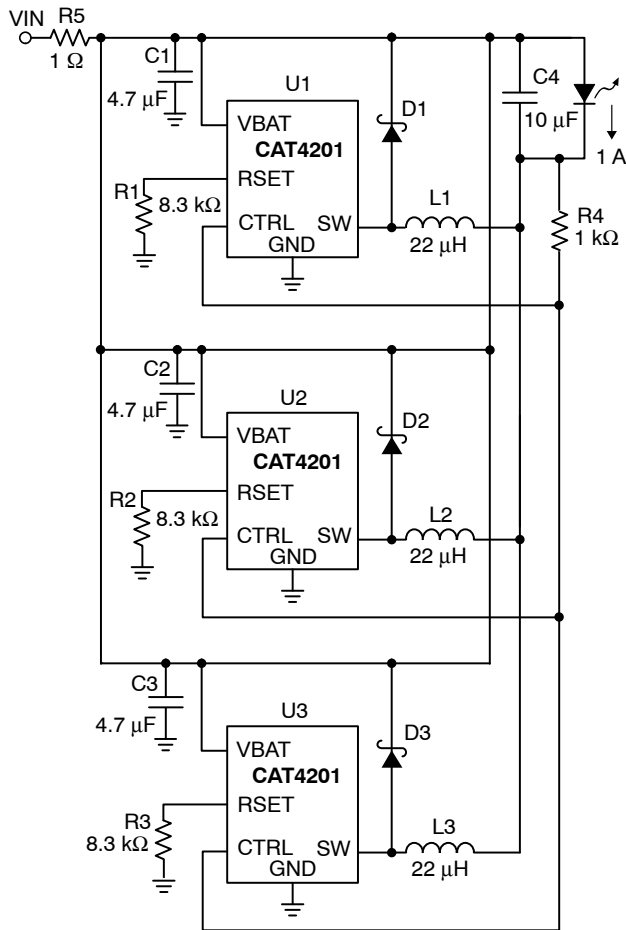 VIN
R5
1 Ω
C1
4.7 μF
U1
VBAT
CAT4201
RSET
CTRL SW
GND
R1
8.3 kΩ
D1
L1
22 μH
C4
10 μF
1 A
R4
1 kΩ
C2
4.7 μF
U2
VBAT
CAT4201
RSET
CTRL SW
GND
R2
8.3 kΩ
D2
L2
22 μH
C3
4.7 μF
U3
VBAT
CAT4201
RSET
CTRL SW
GND
R3
8.3 kΩ
D3
L3
22 μH